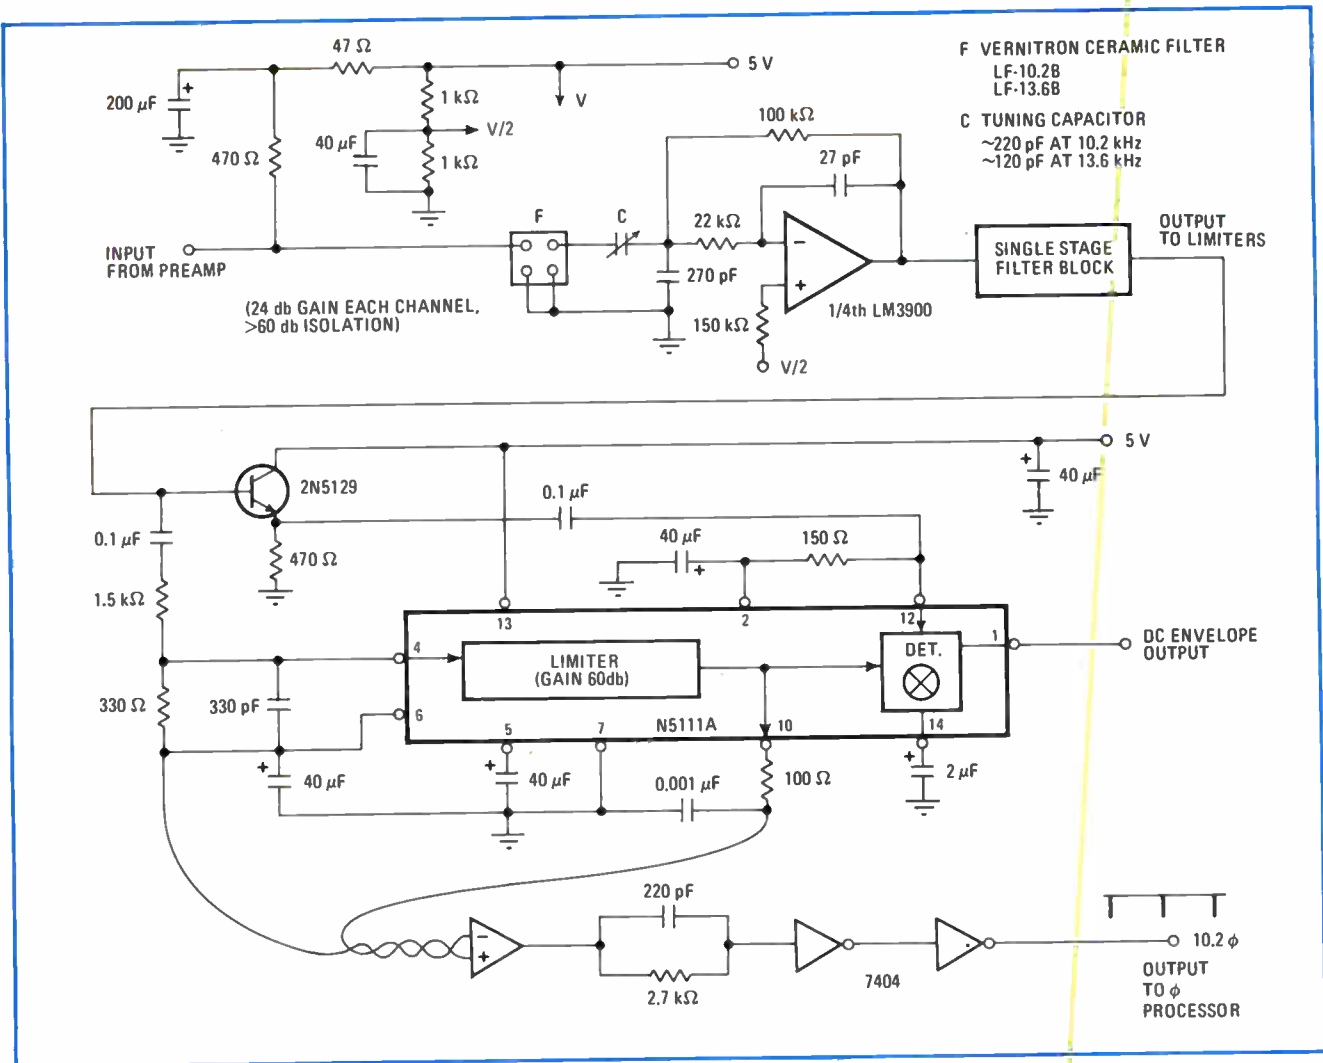 47 Ω
5 V
F VERNITRON CERAMIC FILTER
LF-10.2B
LF-13.6B
200 μF
+
1 kΩ
V
100 kΩ
C TUNING CAPACITOR
~220 pF AT 10.2 kHz
~120 pF AT 13.6 kHz
40 μF
V/2
470 Ω
1 kΩ
27 pF
F
C
22 kΩ
OUTPUT
TO LIMITERS
INPUT
FROM PREAMP
−
SINGLE STAGE
FILTER BLOCK
270 pF
+
(24 db GAIN EACH CHANNEL,
>60 db ISOLATION)
150 kΩ
1/4th LM3900
V/2
5 V
2N5129
0.1 μF
+
40 μF
0.1 μF
470 Ω
40 μF
+
150 Ω
1.5 kΩ
13
2
12
4
LIMITER
(GAIN 60db)
DET.
1
DC ENVELOPE
OUTPUT
330 Ω
330 pF
6
5
7
N5111A
10
14
+
40 μF
+
40 μF
0.001 μF
100 Ω
+
2 μF
220 pF
−
+
2.7 kΩ
7404
10.2 ϕ
OUTPUT
TO ϕ
PROCESSOR